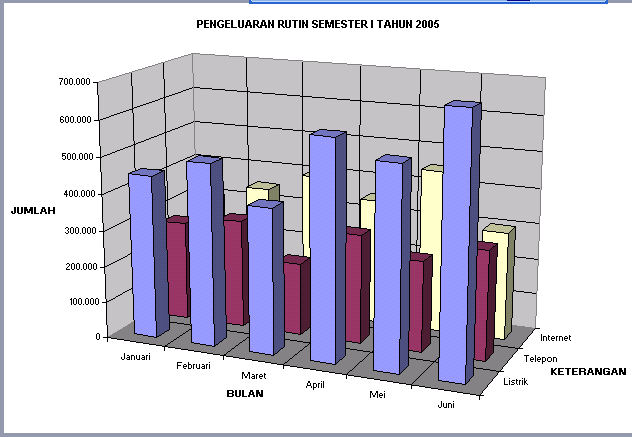 PENGELUARAN RUTIN SEMESTER I TAHUN 2005
700.000
600.000
500.000
400.000
300.000
200.000
100.000
0
JUMLAH
Januari
Februari
Maret
April
Mei
Juni
BULAN
Internet
Telepon
Listrik
KETERANGAN